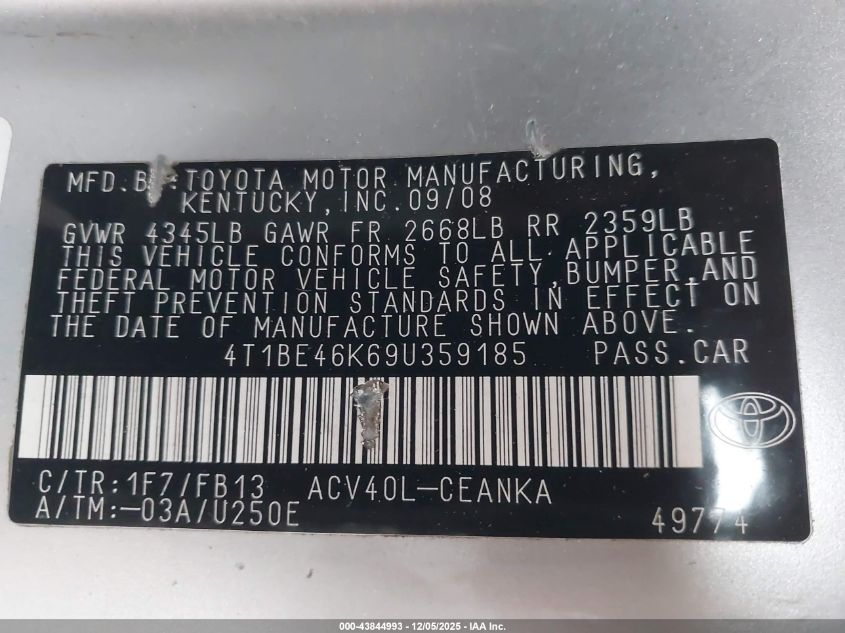 MFD.BY:TOYOTA MOTOR MANUFACTURING,
KENTUCKY,INC.09/08
GVWR 4345LB GAWR FR 2668LB RR 2359LB
THIS VEHICLE CONFORMS TO ALL APPLICABLE
FEDERAL MOTOR VEHICLE SAFETY,BUMPER,AND
THEFT PREVENTION STANDARDS IN EFFECT ON
THE DATE OF MANUFACTURE SHOWN ABOVE.
4T1BE46K69U359185 PASS.CAR
C/TR:1F7/FB13 ACV40L-CEANKA
A/TM:-03A/U250E 49774
000-43844993 - 12/05/2025 - IAA Inc.